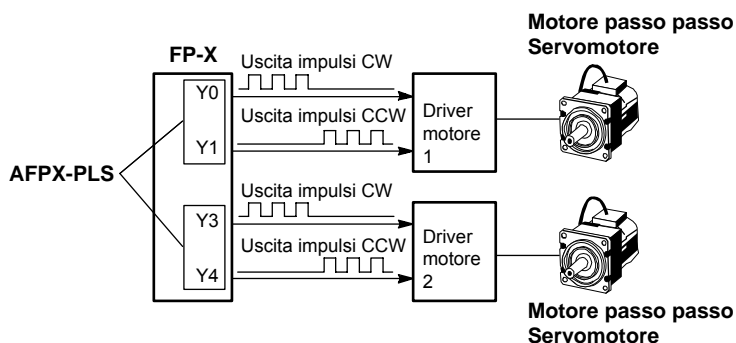 Motore passo passo
Servomotore
FP-X
Uscita impulsi CW
Y0
Uscita impulsi CCW
Y1
Driver
motore
1
AFPX-PLS
Uscita impulsi CW
Y3
Uscita impulsi CCW
Y4
Driver
motore
2
Motore passo passo
Servomotore